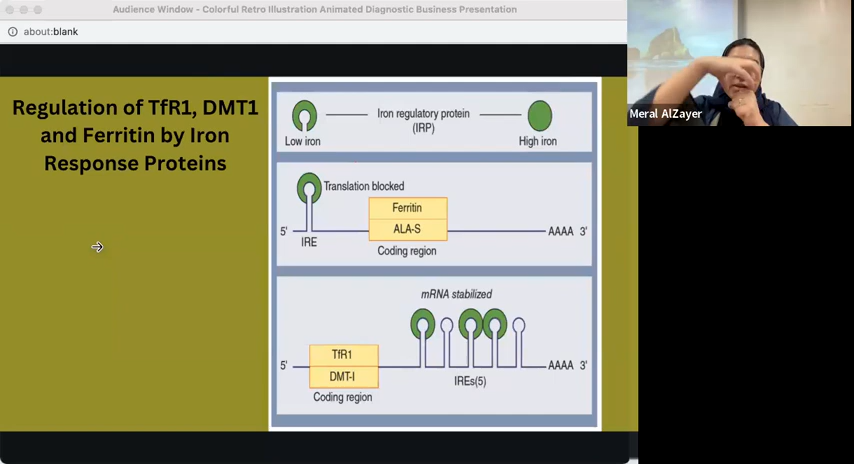 Audience Window - Colorful Retro Illustration Animated Diagnostic Business Presentation
about:blank
Regulation of TfR1, DMT1
and Ferritin by Iron
Response Proteins
Iron regulatory protein
(IRP)
Low iron
High iron
Translation blocked
Ferritin
ALA-S
5'
IRE
AAAA 3'
Coding region
mRNA stabilized
TfR1
DMT-I
5'
AAAA 3'
IREs(5)
Coding region
Meral AlZayer